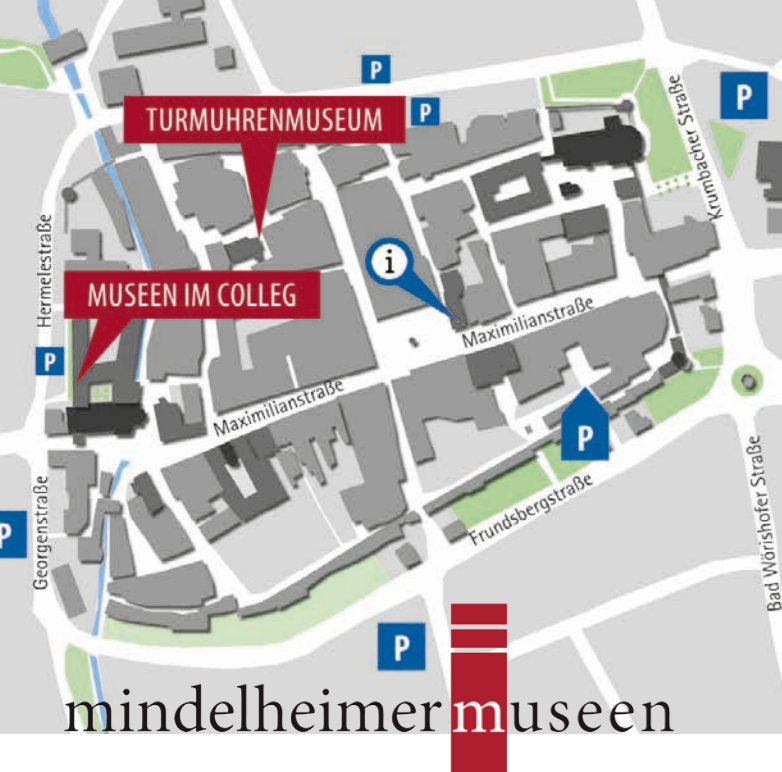 P
P
P
TURMUHRENMUSEUM
Krumbacher Straße
Hermelestraße
i
MUSEEN IM COLLEG
Maximilianstraße
P
Maximilianstraße
P
Georgenstraße
P
Frundsbergstraße
Bad Wörishofer Straße
P
mindelheimer museen